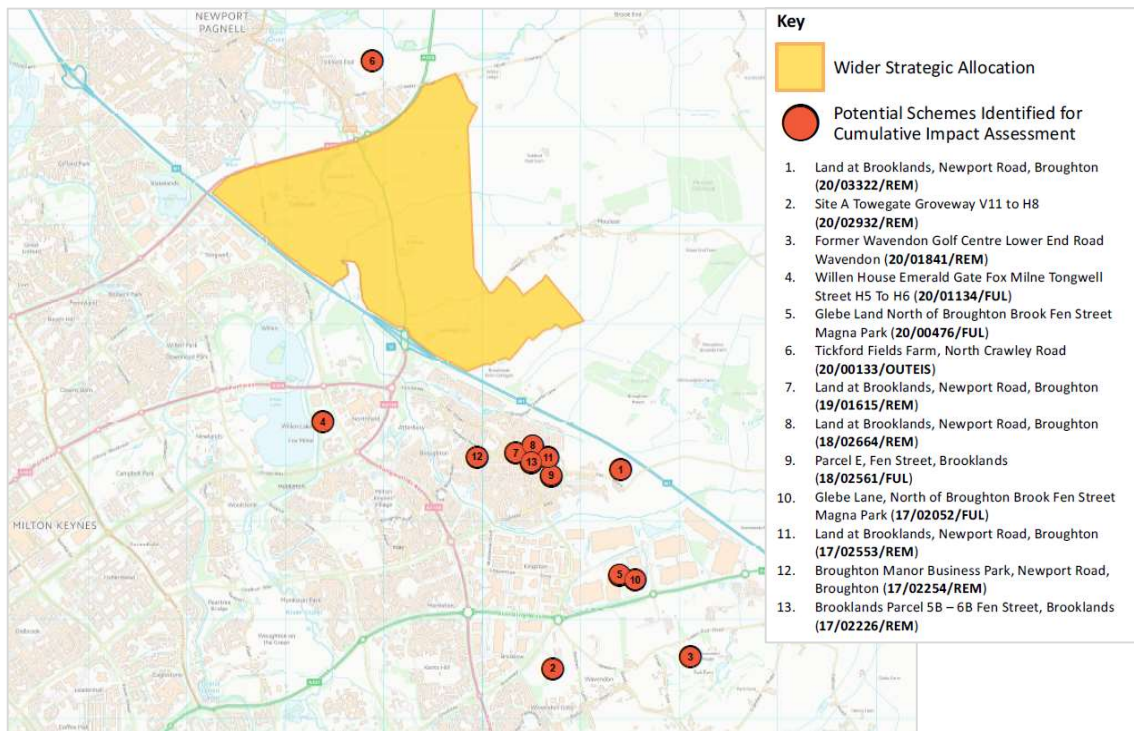 NEWPORT
PAGNELL
Brook End
6
Moulsoe
Willen
4
Northfield
Broughton
12
7
8
13
11
9
1
MILTON KEYNES
Kingston
5
10
Wavendon
2
3
Key
Wider Strategic Allocation
Potential Schemes Identified for
Cumulative Impact Assessment
1. Land at Brooklands, Newport Road, Broughton
(20/03322/REM)
2. Site A Towegate Groveway V11 to H8
(20/02932/REM)
3. Former Wavendon Golf Centre Lower End Road
Wavendon (20/01841/REM)
4. Willen House Emerald Gate Fox Milne Tongwell
Street H5 To H6 (20/01134/FUL)
5. Glebe Land North of Broughton Brook Fen Street
Magna Park (20/00476/FUL)
6. Tickford Fields Farm, North Crawley Road
(20/00133/OUTEIS)
7. Land at Brooklands, Newport Road, Broughton
(19/01615/REM)
8. Land at Brooklands, Newport Road, Broughton
(18/02664/REM)
9. Parcel E, Fen Street, Brooklands
(18/02561/FUL)
10. Glebe Lane, North of Broughton Brook Fen Street
Magna Park (17/02052/FUL)
11. Land at Brooklands, Newport Road, Broughton
(17/02553/REM)
12. Broughton Manor Business Park, Newport Road,
Broughton (17/02254/REM)
13. Brooklands Parcel 5B – 6B Fen Street, Brooklands
(17/02226/REM)